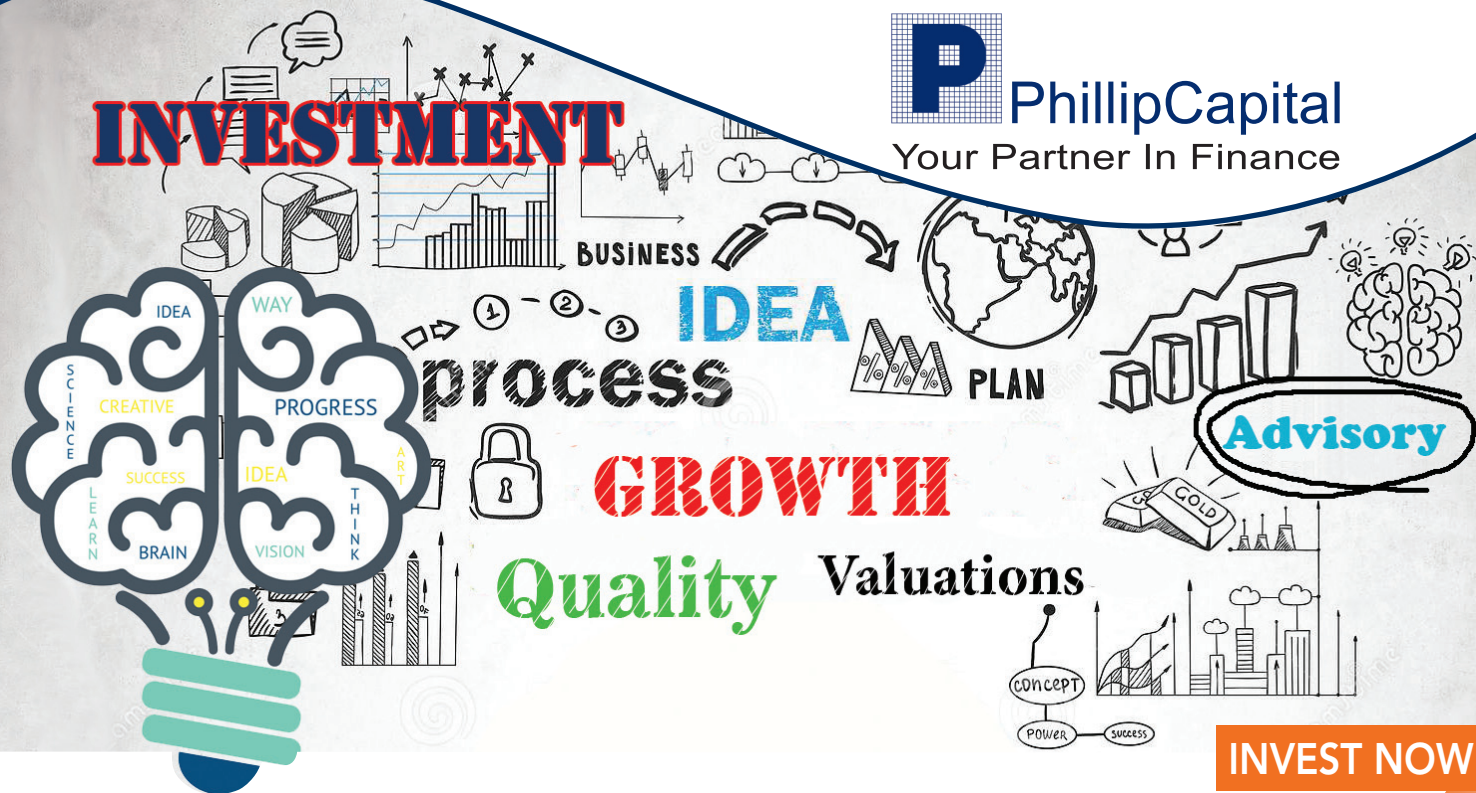 P
PhillipCapital
Your Partner In Finance
INVESTMENT
BUSINESS
IDEA
1
2
3
process
% % %
PLAN
Advisory
GROWTH
GOLD
Quality
Valuations
CONCEPT
POWER
SUCCESS
IDEA
WAY
SCIENCE
CREATIVE
PROGRESS
ART
SUCCESS
IDEA
LEARN
THINK
BRAIN
VISION
3
INVEST NOW